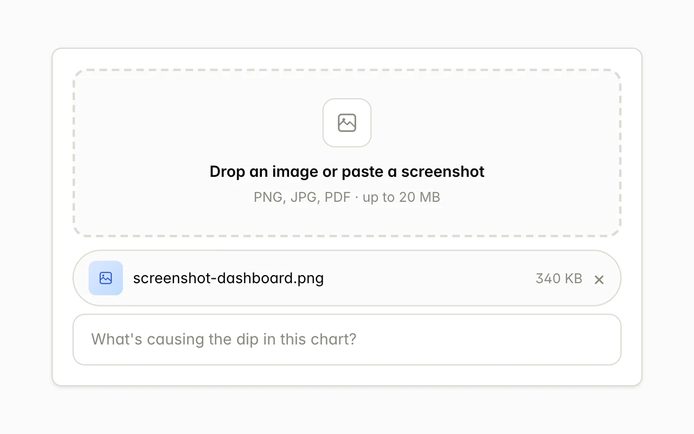 Drop an image or paste a screenshot
PNG, JPG, PDF · up to 20 MB
screenshot-dashboard.png 340 KB ×
What's causing the dip in this chart?